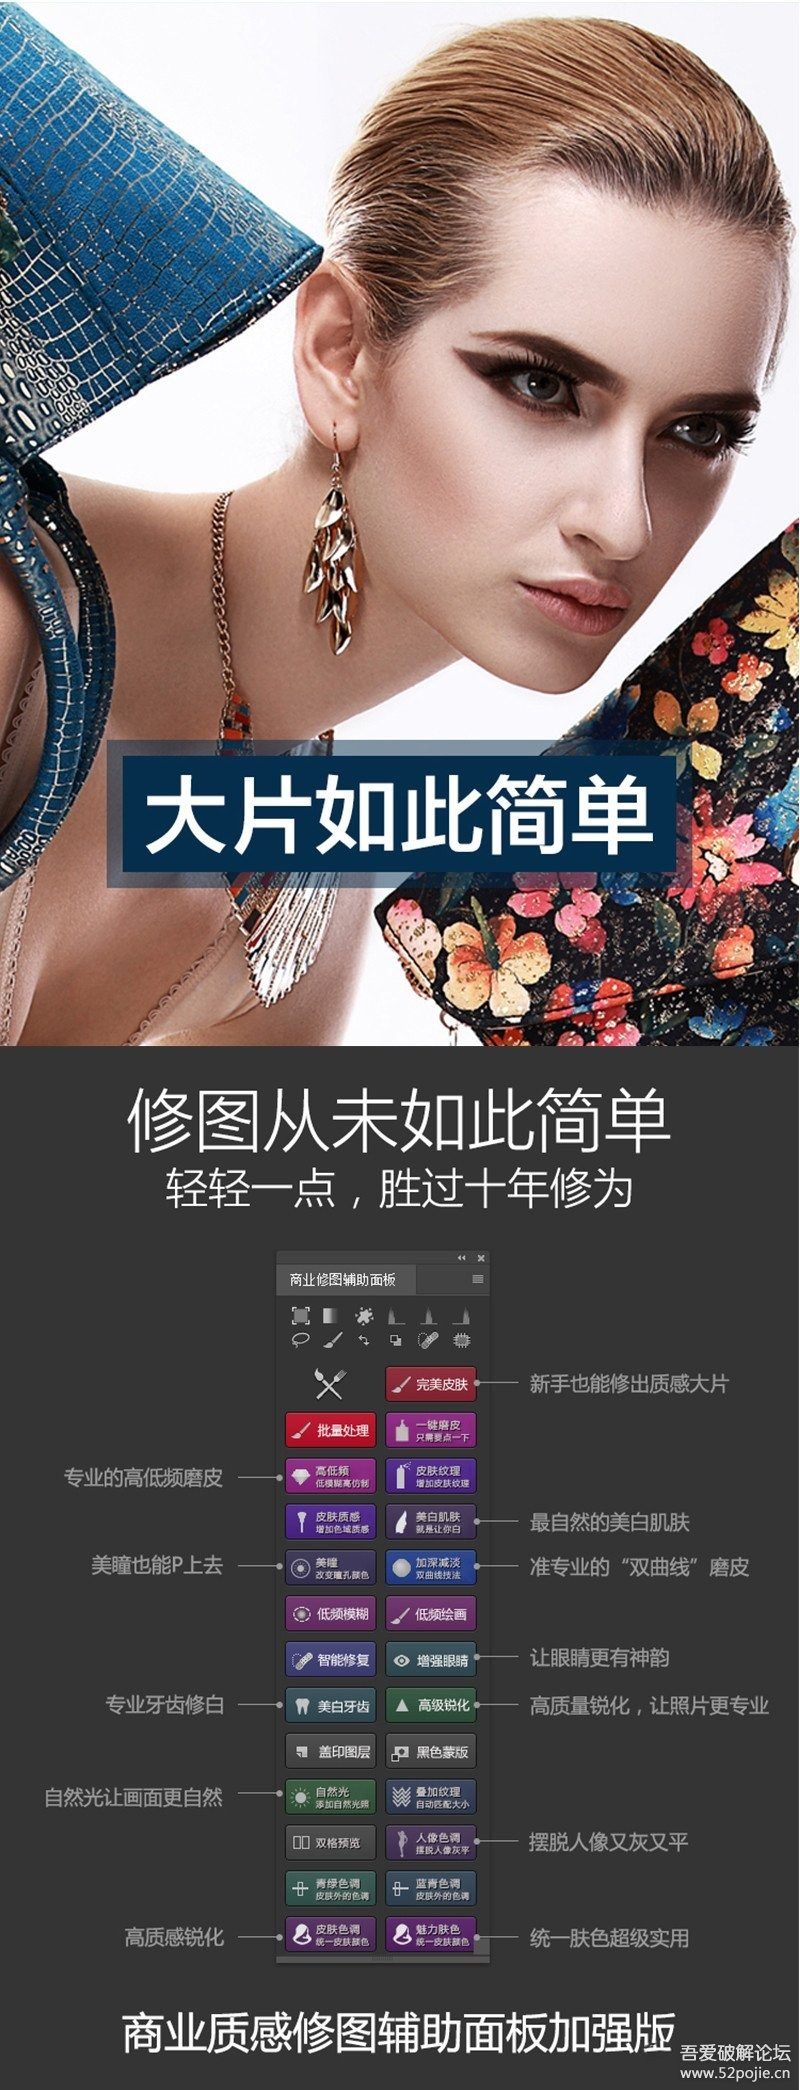 大片如此简单
修图从未如此简单
轻轻一点，胜过十年修为
商业修图辅助面板
完美皮肤
新手也能修出质感大片
批量处理
一键磨皮
只需要点一下
专业的高低频磨皮
高低频
低模糊高仿制
皮肤纹理
增加皮肤纹理
皮肤质感
增加色域质感
美白肌肤
就是让你白
最自然的美白肌肤
美瞳也能P上去
美瞳
改变瞳孔颜色
加深减淡
双曲线技法
准专业的“双曲线”磨皮
低频模糊
低频绘画
智能修复
增强眼睛
让眼睛更有神韵
专业牙齿修白
美白牙齿
高级锐化
高质量锐化，让照片更专业
盖印图层
黑色蒙版
自然光让画面更自然
自然光
添加自然光照
叠加纹理
自动匹配大小
双格预览
人像色调
摆脱人像灰平
摆脱人像又灰又平
青绿色调
皮肤外的色调
蓝青色调
皮肤外的色调
高质感锐化
皮肤色调
统一皮肤颜色
魅力肤色
统一皮肤颜色
统一肤色超级实用
商业质感修图辅助面板加强版
吾爱破解论坛
www.52pojie.cn